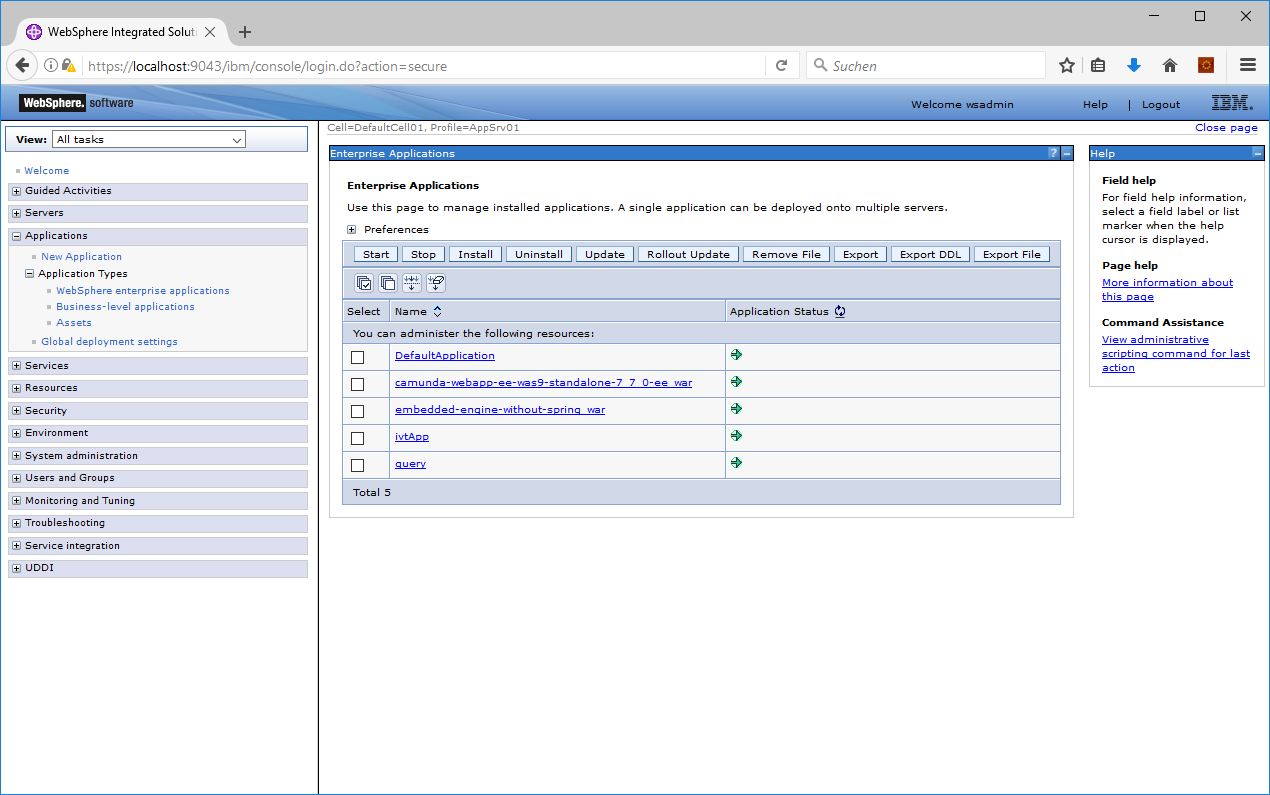 WebSphere Integrated Soluti
https://localhost:9043/ibm/console/login.do?action=secure
Suchen
WebSphere. software
Welcome wsadmin
Help | Logout
IBM.
View: All tasks
Cell=DefaultCell01, Profile=AppSrv01
Close page
Welcome
Guided Activities
Servers
Applications
New Application
Application Types
WebSphere enterprise applications
Business-level applications
Assets
Global deployment settings
Services
Resources
Security
Environment
System administration
Users and Groups
Monitoring and Tuning
Troubleshooting
Service integration
UDDI
Enterprise Applications
?
Enterprise Applications
Use this page to manage installed applications. A single application can be deployed onto multiple servers.
Preferences
Start Stop Install Uninstall Update Rollout Update Remove File Export Export DDL Export File
Select Name Application Status
You can administer the following resources:
DefaultApplication
camunda-webapp-ee-was9-standalone-7_7_0-ee_war
embedded-engine-without-spring_war
ivtApp
query
Total 5
Help
Field help
For field help information,
select a field label or list
marker when the help
cursor is displayed.
Page help
More information about
this page
Command Assistance
View administrative
scripting command for last
action